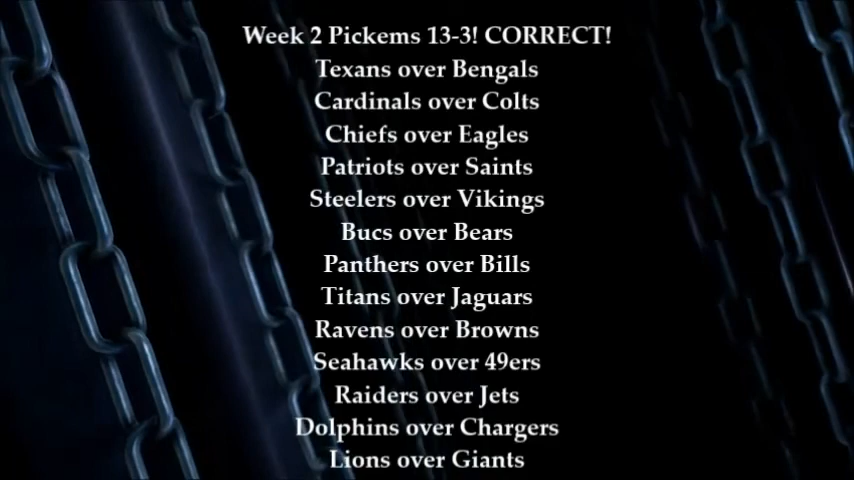 Week 2 Pickems 13-3! CORRECT!
Texans over Bengals
Cardinals over Colts
Chiefs over Eagles
Patriots over Saints
Steelers over Vikings
Bucs over Bears
Panthers over Bills
Titans over Jaguars
Ravens over Browns
Seahawks over 49ers
Raiders over Jets
Dolphins over Chargers
Lions over Giants